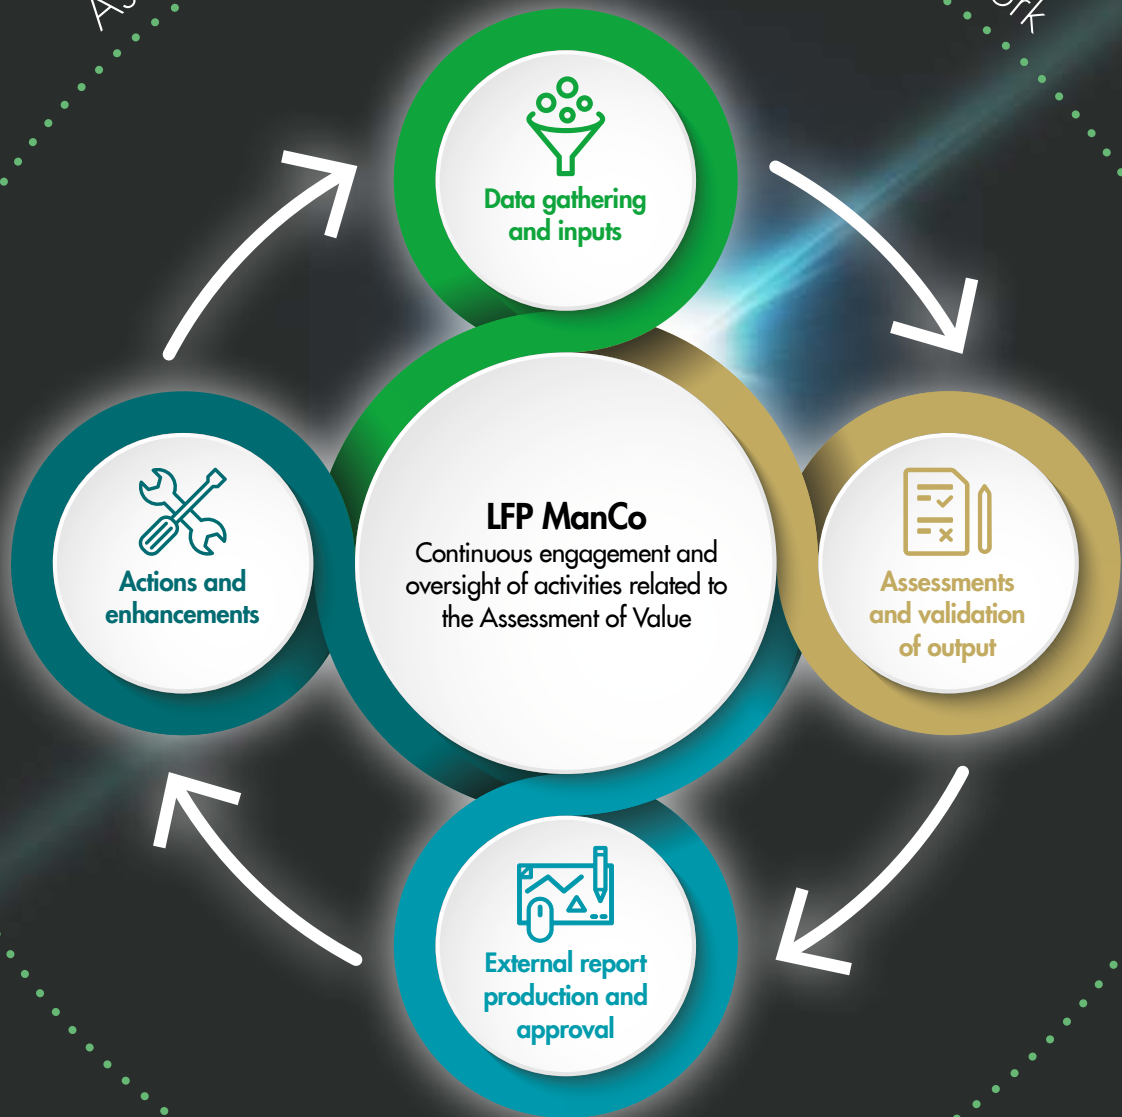 Data gathering
and inputs
LFP ManCo
Continuous engagement and
oversight of activities related to
the Assessment of Value
Actions and
enhancements
Assessments
and validation
of output
External report
production and
approval